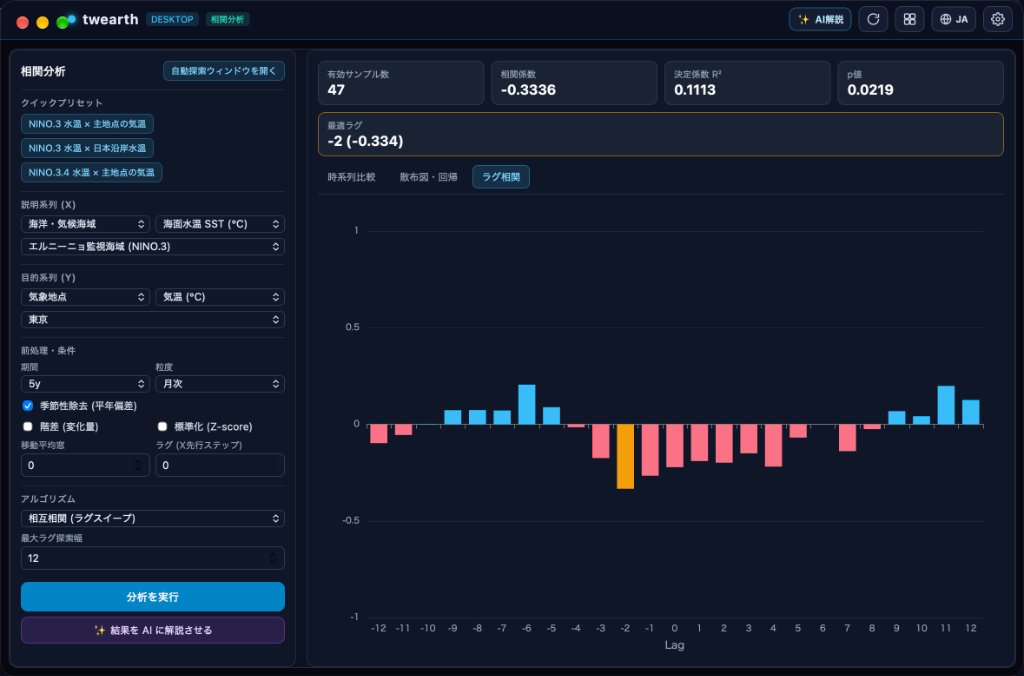 twearth DESKTOP 相関分析
✨ AI解説
JA
相関分析
自動探索ウィンドウを開く
クイックプリセット
NINO.3 水温 × 主地点の気温
NINO.3 水温 × 日本沿岸水温
NINO.3.4 水温 × 主地点の気温
説明系列 (X)
海洋・気候海域
海面水温 SST (°C)
エルニーニョ監視海域 (NINO.3)
目的系列 (Y)
気象地点
気温 (°C)
東京
前処理・条件
期間
粒度
5y
月次
季節性除去 (平年偏差)
階差 (変化量)
標準化 (Z-score)
移動平均窓
ラグ (X先行ステップ)
0
0
アルゴリズム
相互相関 (ラグスイープ)
最大ラグ探索幅
12
分析を実行
✨ 結果を AI に解説させる
有効サンプル数
47
相関係数
-0.3336
決定係数 R²
0.1113
p値
0.0219
最適ラグ
-2 (-0.334)
時系列比較
散布図・回帰
ラグ相関
1
0.5
0
-0.5
-1
-12 -11 -10 -9 -8 -7 -6 -5 -4 -3 -2 -1 0 1 2 3 4 5 6 7 8 9 10 11 12
Lag